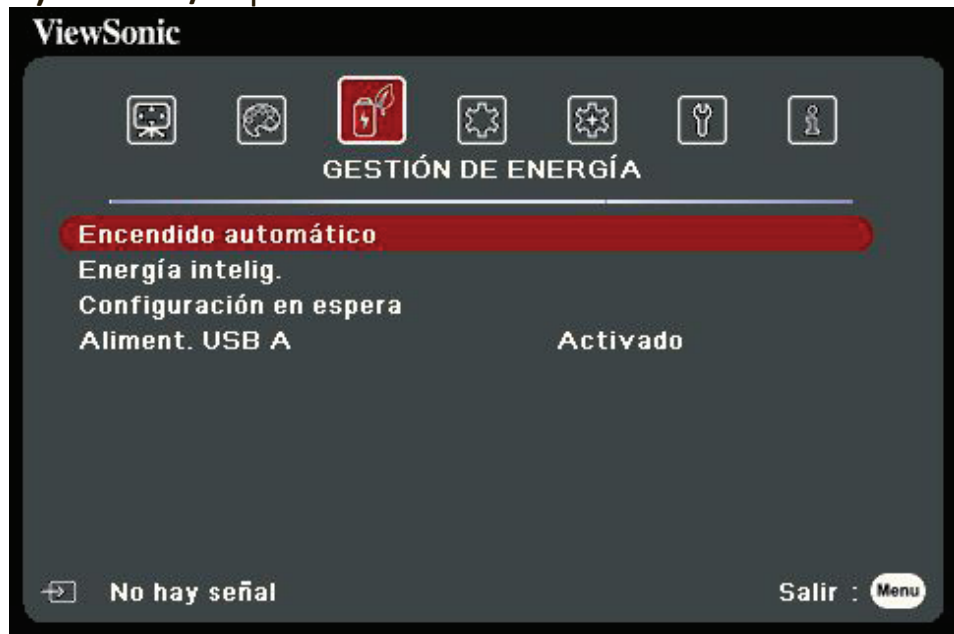 ViewSonic
GESTIÓN DE ENERGÍA
Encendido automático
Energía intelig.
Configuración en espera
Aliment. USB A Activado
No hay señal Salir : Menu